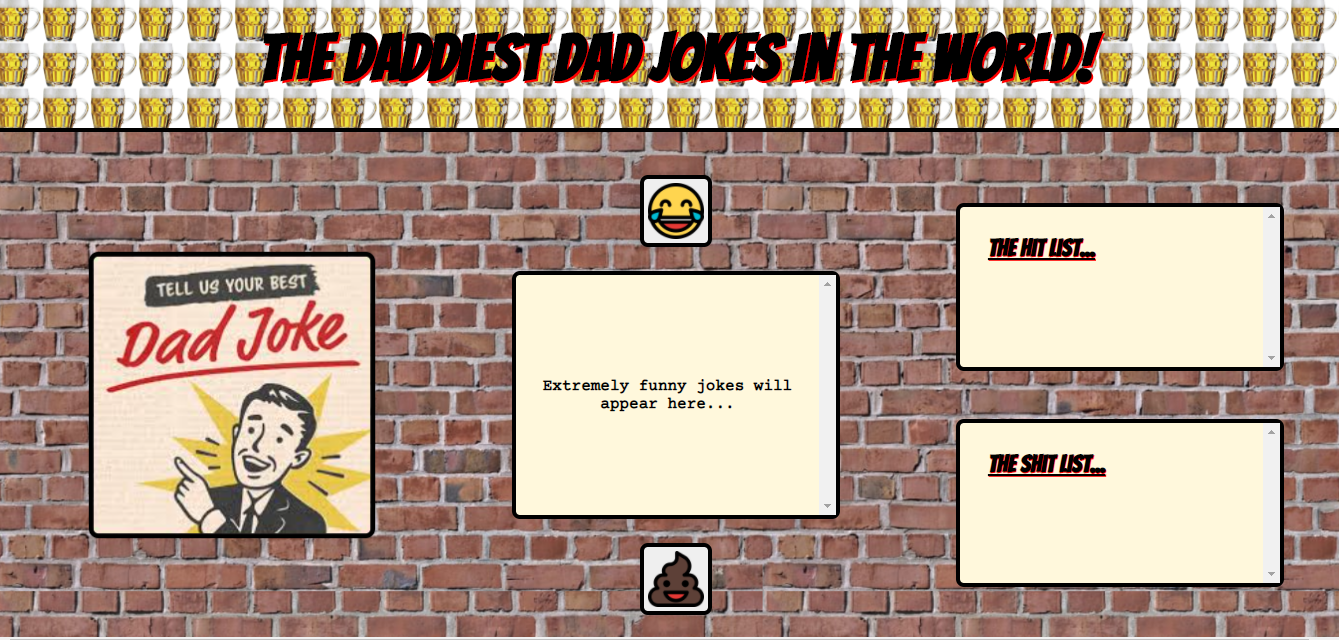 THE DADDIEST DAD JOKES IN THE WORLD!
TELL US YOUR BEST
Dad Joke
Extremely funny jokes will
appear here...
THE HIT LIST...
THE SHIT LIST...